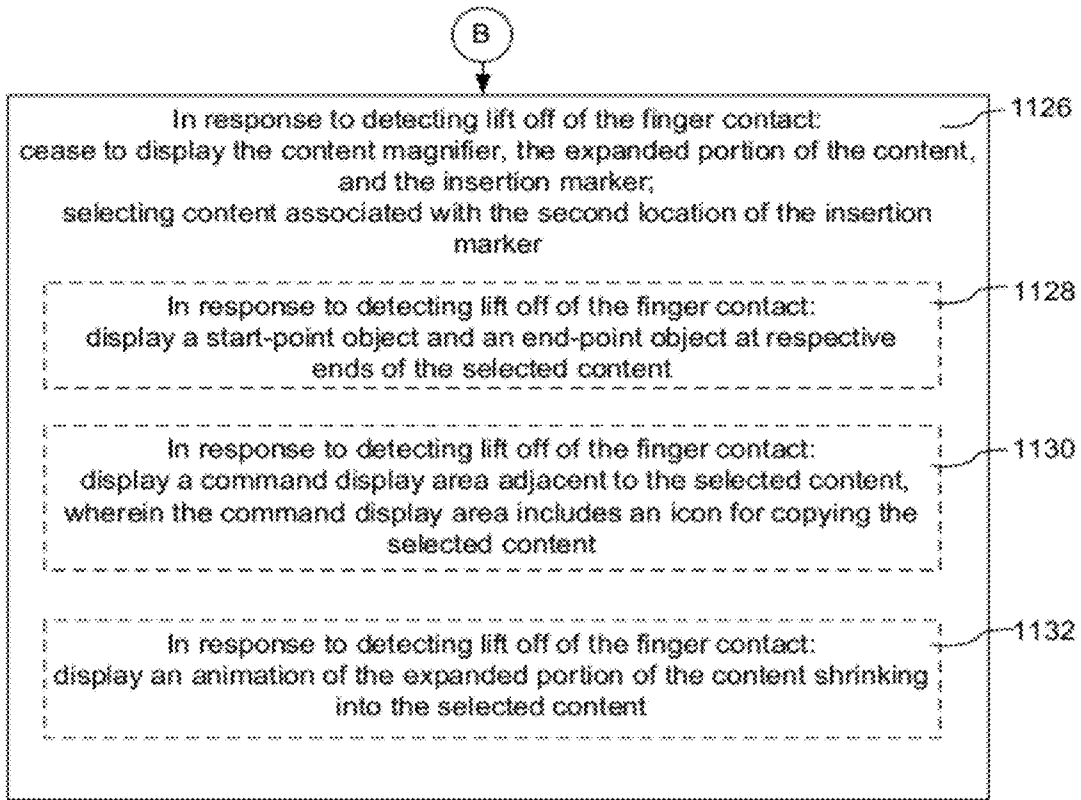 B
In response to detecting lift off of the finger contact:
1126
cease to display the content magnifier, the expanded portion of the content,
and the insertion marker;
selecting content associated with the second location of the insertion
marker
In response to detecting lift off of the finger contact:
1128
display a start-point object and an end-point object at respective
ends of the selected content
In response to detecting lift off of the finger contact:
1130
display a command display area adjacent to the selected content,
wherein the command display area includes an icon for copying the
selected content
In response to detecting lift off of the finger contact:
1132
display an animation of the expanded portion of the content shrinking
into the selected content